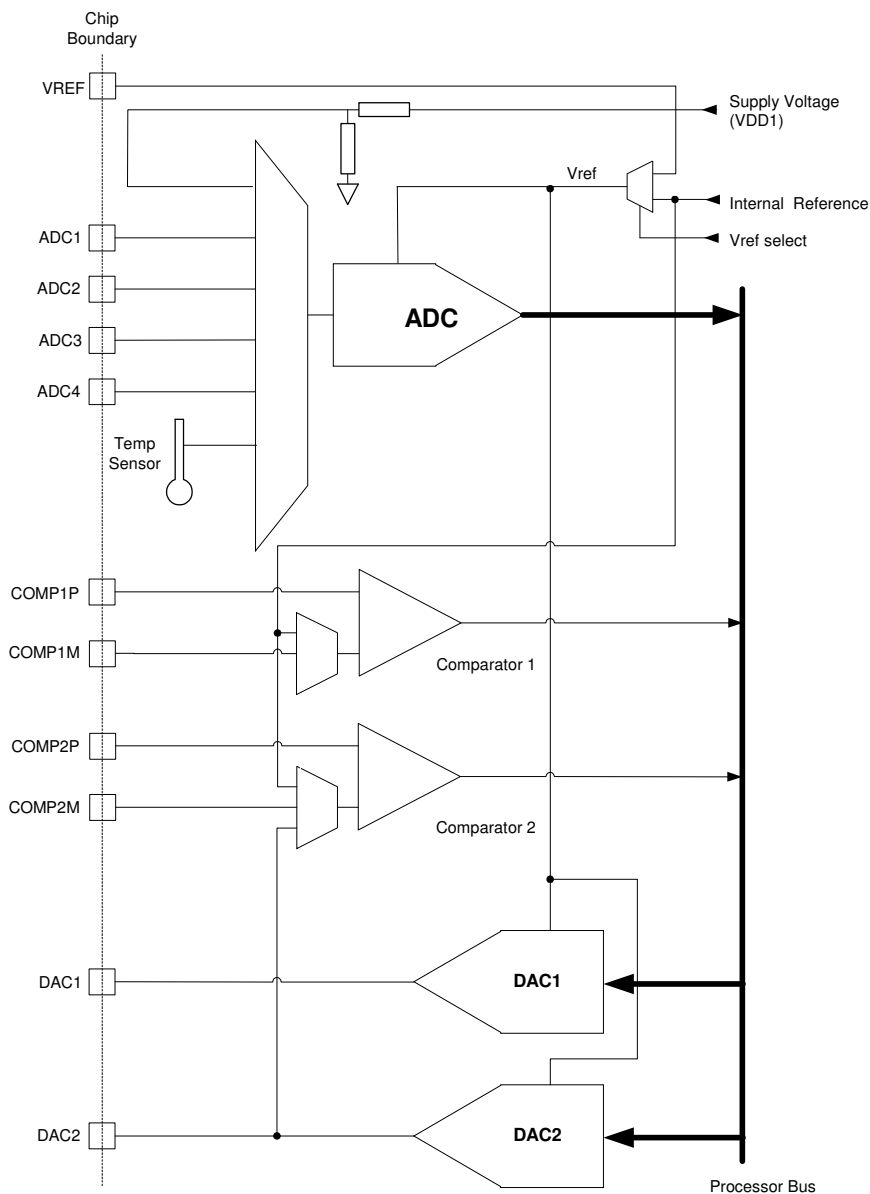 Chip
Boundary
VREF
Supply Voltage
(VDD1)
Vref
Internal Reference
Vref select
ADC1
ADC2
ADC3
ADC4
ADC
Temp
Sensor
COMP1P
COMP1M
Comparator 1
COMP2P
COMP2M
Comparator 2
DAC1
DAC1
DAC2
DAC2
Processor Bus